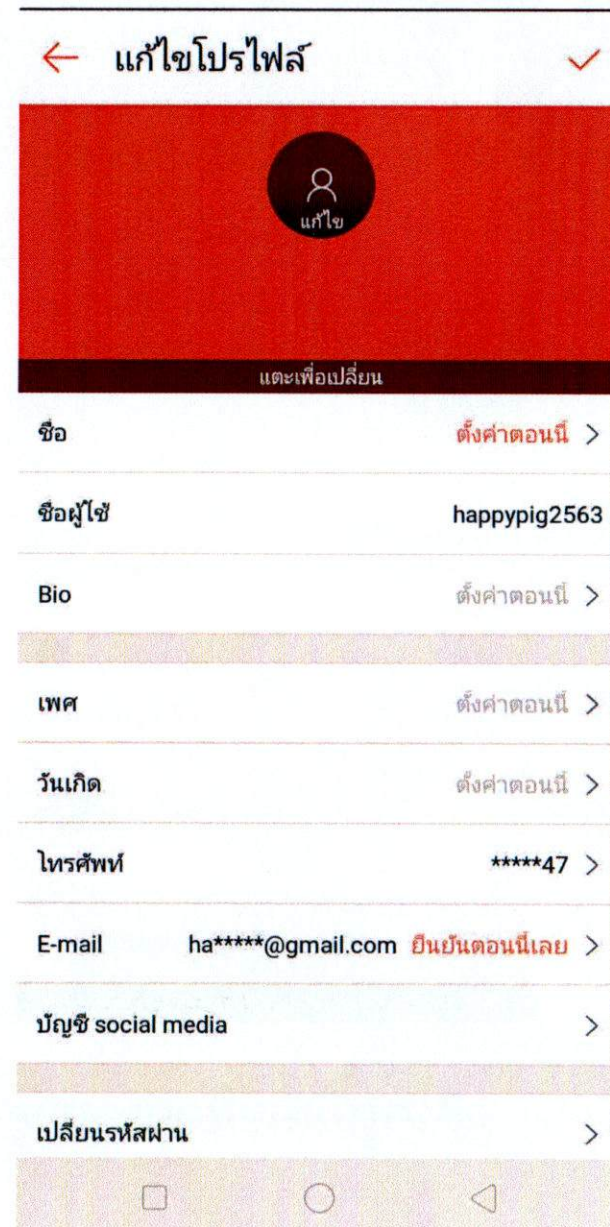 แก้ไขโปรไฟล์
แก้ไข
แตะเพื่อเปลี่ยน
ชื่อ ตั้งค่าตอนนี้ >
ชื่อผู้ใช้ happypig2563
Bio ตั้งค่าตอนนี้ >
เพศ ตั้งค่าตอนนี้ >
วันเกิด ตั้งค่าตอนนี้ >
โทรศัพท์ *****47 >
E-mail ha*****@gmail.com ยืนยันตอนนี้เลย >
บัญชี social media >
เปลี่ยนรหัสผ่าน >